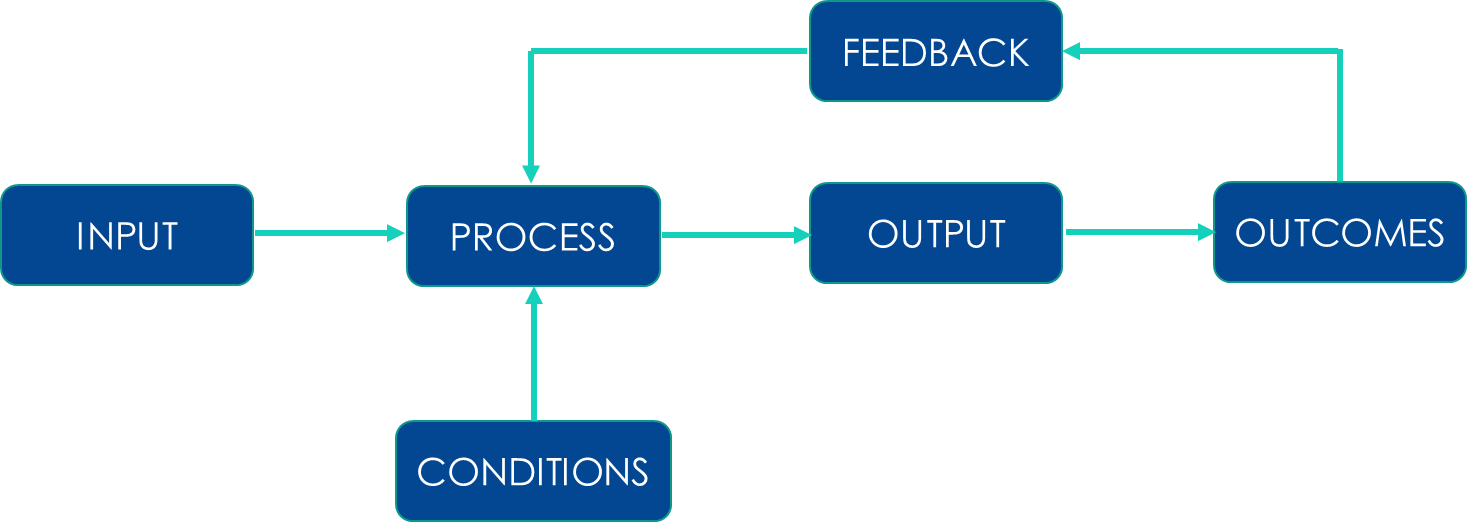 FEEDBACK
INPUT
PROCESS
OUTPUT
OUTCOMES
CONDITIONS